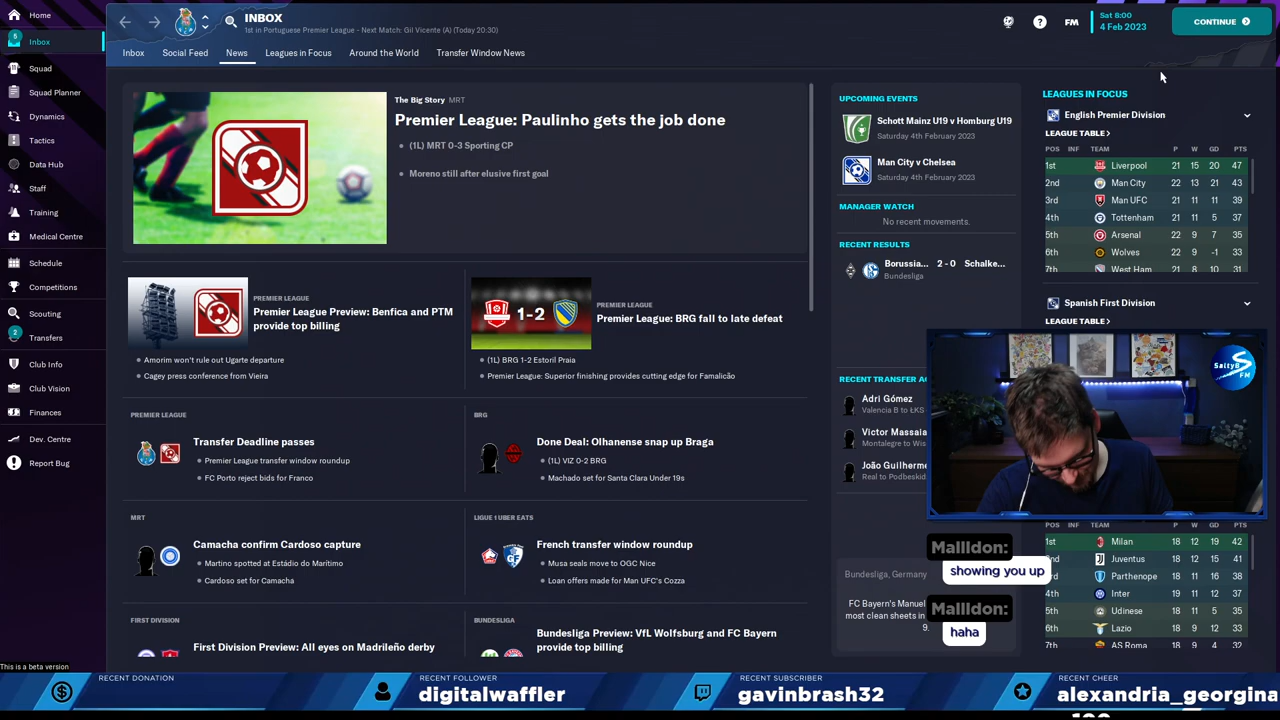 Home
5
Inbox
Squad
Squad Planner
Dynamics
Tactics
Data Hub
Staff
Training
Medical Centre
Schedule
Competitions
Scouting
2
Transfers
Club Info
Club Vision
Finances
Dev. Centre
Report Bug
This is a beta version
INBOX
1st in Portuguese Premier League - Next Match: Gil Vicente (A) (Today 20:30)
FM
Sat 8:00
4 Feb 2023
CONTINUE
Inbox
Social Feed
News
Leagues in Focus
Around the World
Transfer Window News
The Big Story MRT
Premier League: Paulinho gets the job done
(1L) MRT 0-3 Sporting CP
Moreno still after elusive first goal
PREMIER LEAGUE
Premier League Preview: Benfica and PTM
provide top billing
Amorim won't rule out Ugarte departure
Cagey press conference from Vieira
1-2
PREMIER LEAGUE
Premier League: BRG fall to late defeat
(1L) BRG 1-2 Estoril Praia
Premier League: Superior finishing provides cutting edge for Famalicão
PREMIER LEAGUE
Transfer Deadline passes
Premier League transfer window roundup
FC Porto reject bids for Franco
BRG
Done Deal: Olhanense snap up Braga
(1L) VIZ 0-2 BRG
Machado set for Santa Clara Under 19s
MRT
Camacha confirm Cardoso capture
Martino spotted at Estádio do Marítimo
Cardoso set for Camacha
LIGUE 1 UBER EATS
French transfer window roundup
Musa seals move to OGC Nice
Loan offers made for Man UFC's Cozza
FIRST DIVISION
First Division Preview: All eyes on Madrileño derby
BUNDESLIGA
Bundesliga Preview: VfL Wolfsburg and FC Bayern
provide top billing
UPCOMING EVENTS
Schott Mainz U19 v Homburg U19
Saturday 4th February 2023
Man City v Chelsea
Saturday 4th February 2023
MANAGER WATCH
No recent movements.
RECENT RESULTS
Borussia... 2 - 0 Schalke...
Bundesliga
RECENT TRANSFER A
Adri Gómez
Valencia B to ŁKS
Victor Massaia
Montalegre to Wis
João Guilherme
Real to Podbeskid
Bundesliga, Germany
FC Bayern's Manuel
most clean sheets in
9.
LEAGUES IN FOCUS
English Premier Division
LEAGUE TABLE >
POS INF TEAM P W GD PTS
1st Liverpool 21 15 20 47
2nd Man City 22 13 21 43
3rd Man UFC 21 11 11 39
4th Tottenham 21 11 5 37
5th Arsenal 22 9 7 35
6th Wolves 22 9 -1 33
7th West Ham 21 8 10 31
Spanish First Division
LEAGUE TABLE >
SaltyB
FM
POS INF TEAM P W GD PTS
1st Milan 18 12 19 42
2nd Juventus 18 12 15 41
3rd Parthenope 18 11 16 38
4th Inter 19 11 12 37
5th Udinese 18 11 5 35
6th Lazio 18 11 6 35
7th AS Roma 18 9 4 32
Mallldon:
showing you up
Mallldon:
haha
RECENT DONATION
RECENT FOLLOWER
digitalwaffler
RECENT SUBSCRIBER
gavinbrash32
RECENT CHEER
alexandria_georgina
100